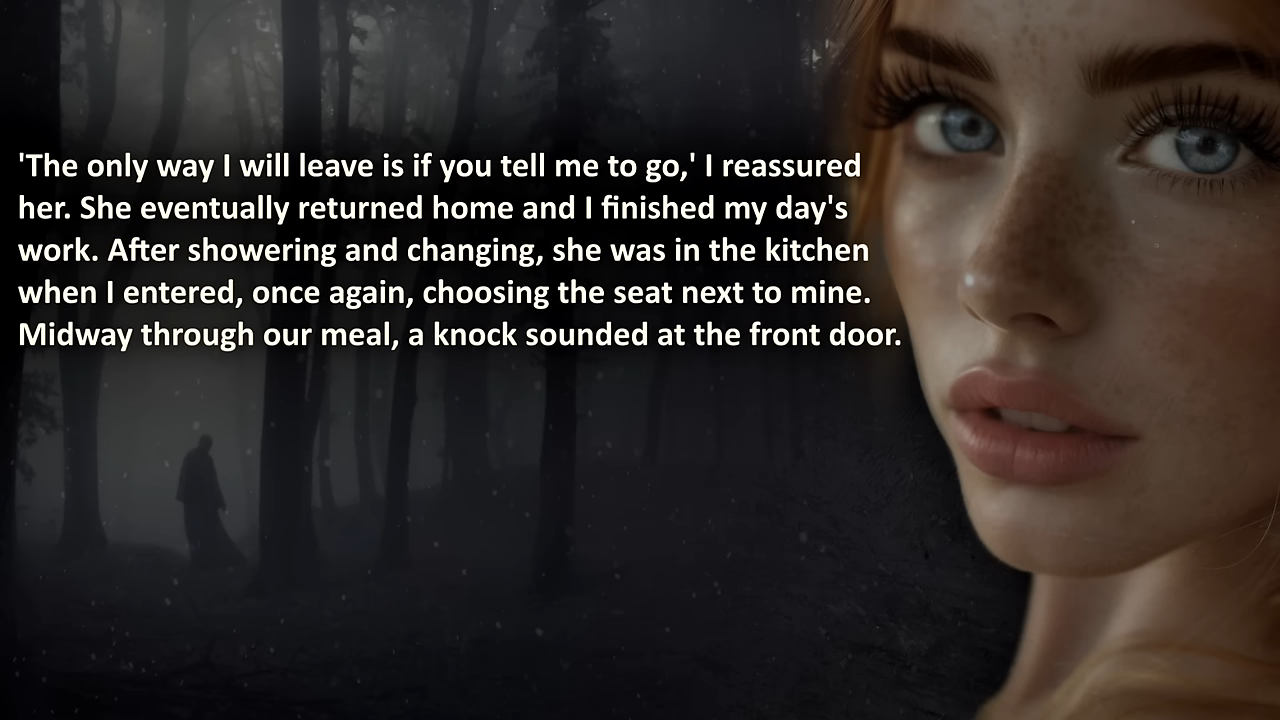 'The only way I will leave is if you tell me to go,' I reassured
her. She eventually returned home and I finished my day's
work. After showering and changing, she was in the kitchen
when I entered, once again, choosing the seat next to mine.
Midway through our meal, a knock sounded at the front door.